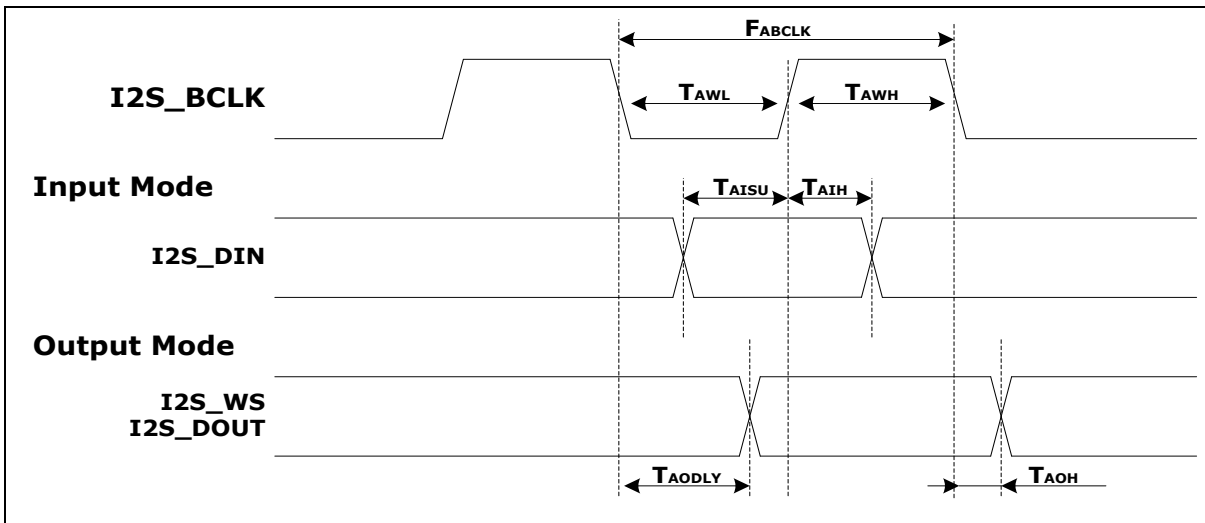 FABCLK
I2S_BCLK
TAWL
TAWH
Input Mode
TAISU
TAIH
I2S_DIN
Output Mode
I2S_WS
I2S_DOUT
TAODLY
TAOH